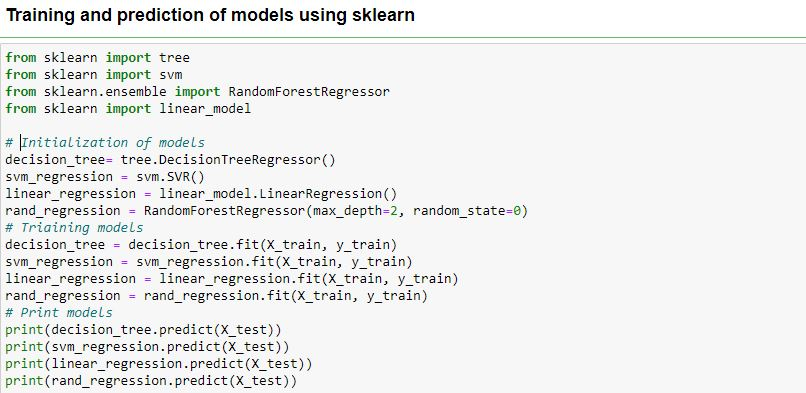 Training and prediction of models using sklearn
from sklearn import tree
from sklearn import svm
from sklearn.ensemble import RandomForestRegressor
from sklearn import linear_model
# Initialization of models
decision_tree= tree.DecisionTreeRegressor()
svm_regression = svm.SVR()
linear_regression = linear_model.LinearRegression()
rand_regression = RandomForestRegressor(max_depth=2, random_state=0)
# Triaining models
decision_tree = decision_tree.fit(X_train, y_train)
svm_regression = svm_regression.fit(X_train, y_train)
linear_regression = linear_regression.fit(X_train, y_train)
rand_regression = rand_regression.fit(X_train, y_train)
# Print models
print(decision_tree.predict(X_test))
print(svm_regression.predict(X_test))
print(linear_regression.predict(X_test))
print(rand_regression.predict(X_test))